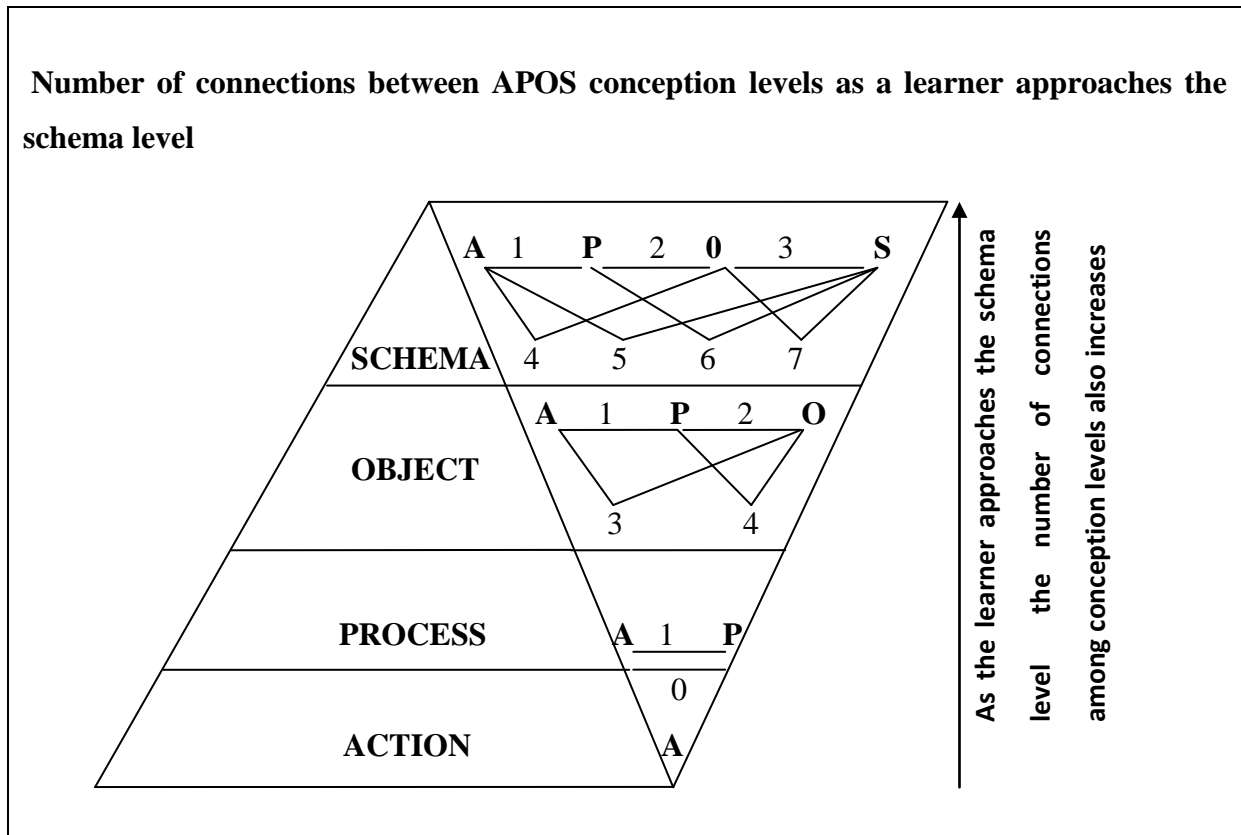 Number of connections between APOS conception levels as a learner approaches the
schema level
A 1 P 2 0 3 S
SCHEMA 4 5 6 7
A 1 P 2 O
OBJECT
3 4
PROCESS A 1 P
0
ACTION A
As the learner approaches the schema
level the number of connections
among conception levels also increases